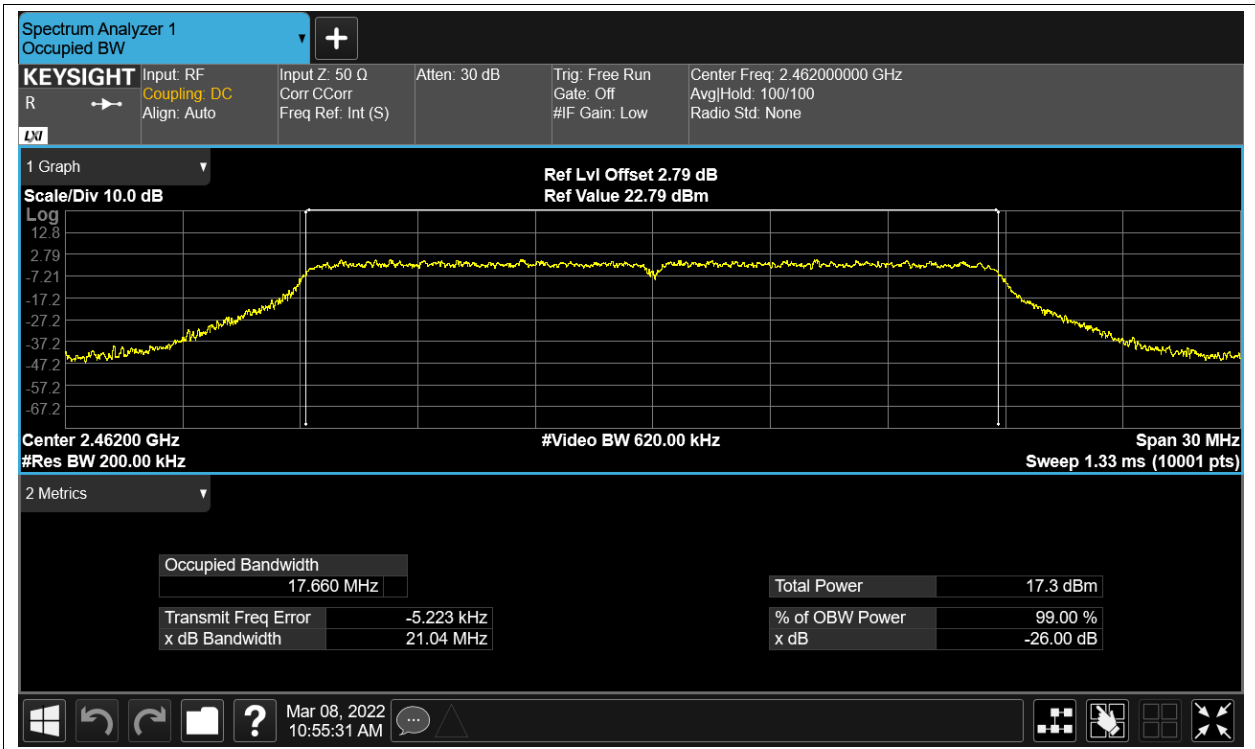 Spectrum Analyzer 1
Occupied BW
KEYSIGHT
R
LXI
Input: RF
Coupling: DC
Align: Auto
Input Z: 50 Ω
Corr CCorr
Freq Ref: Int (S)
Atten: 30 dB
Trig: Free Run
Gate: Off
#IF Gain: Low
Center Freq: 2.462000000 GHz
Avg|Hold: 100/100
Radio Std: None
1 Graph
Scale/Div 10.0 dB
Ref Lvl Offset 2.79 dB
Ref Value 22.79 dBm
Log
12.8
2.79
-7.21
-17.2
-27.2
-37.2
-47.2
-57.2
-67.2
Center 2.46200 GHz
#Video BW 620.00 kHz
Span 30 MHz
#Res BW 200.00 kHz
Sweep 1.33 ms (10001 pts)
2 Metrics
Occupied Bandwidth
17.660 MHz
Transmit Freq Error -5.223 kHz
x dB Bandwidth 21.04 MHz
Total Power 17.3 dBm
% of OBW Power 99.00 %
x dB -26.00 dB
?
Mar 08, 2022
10:55:31 AM